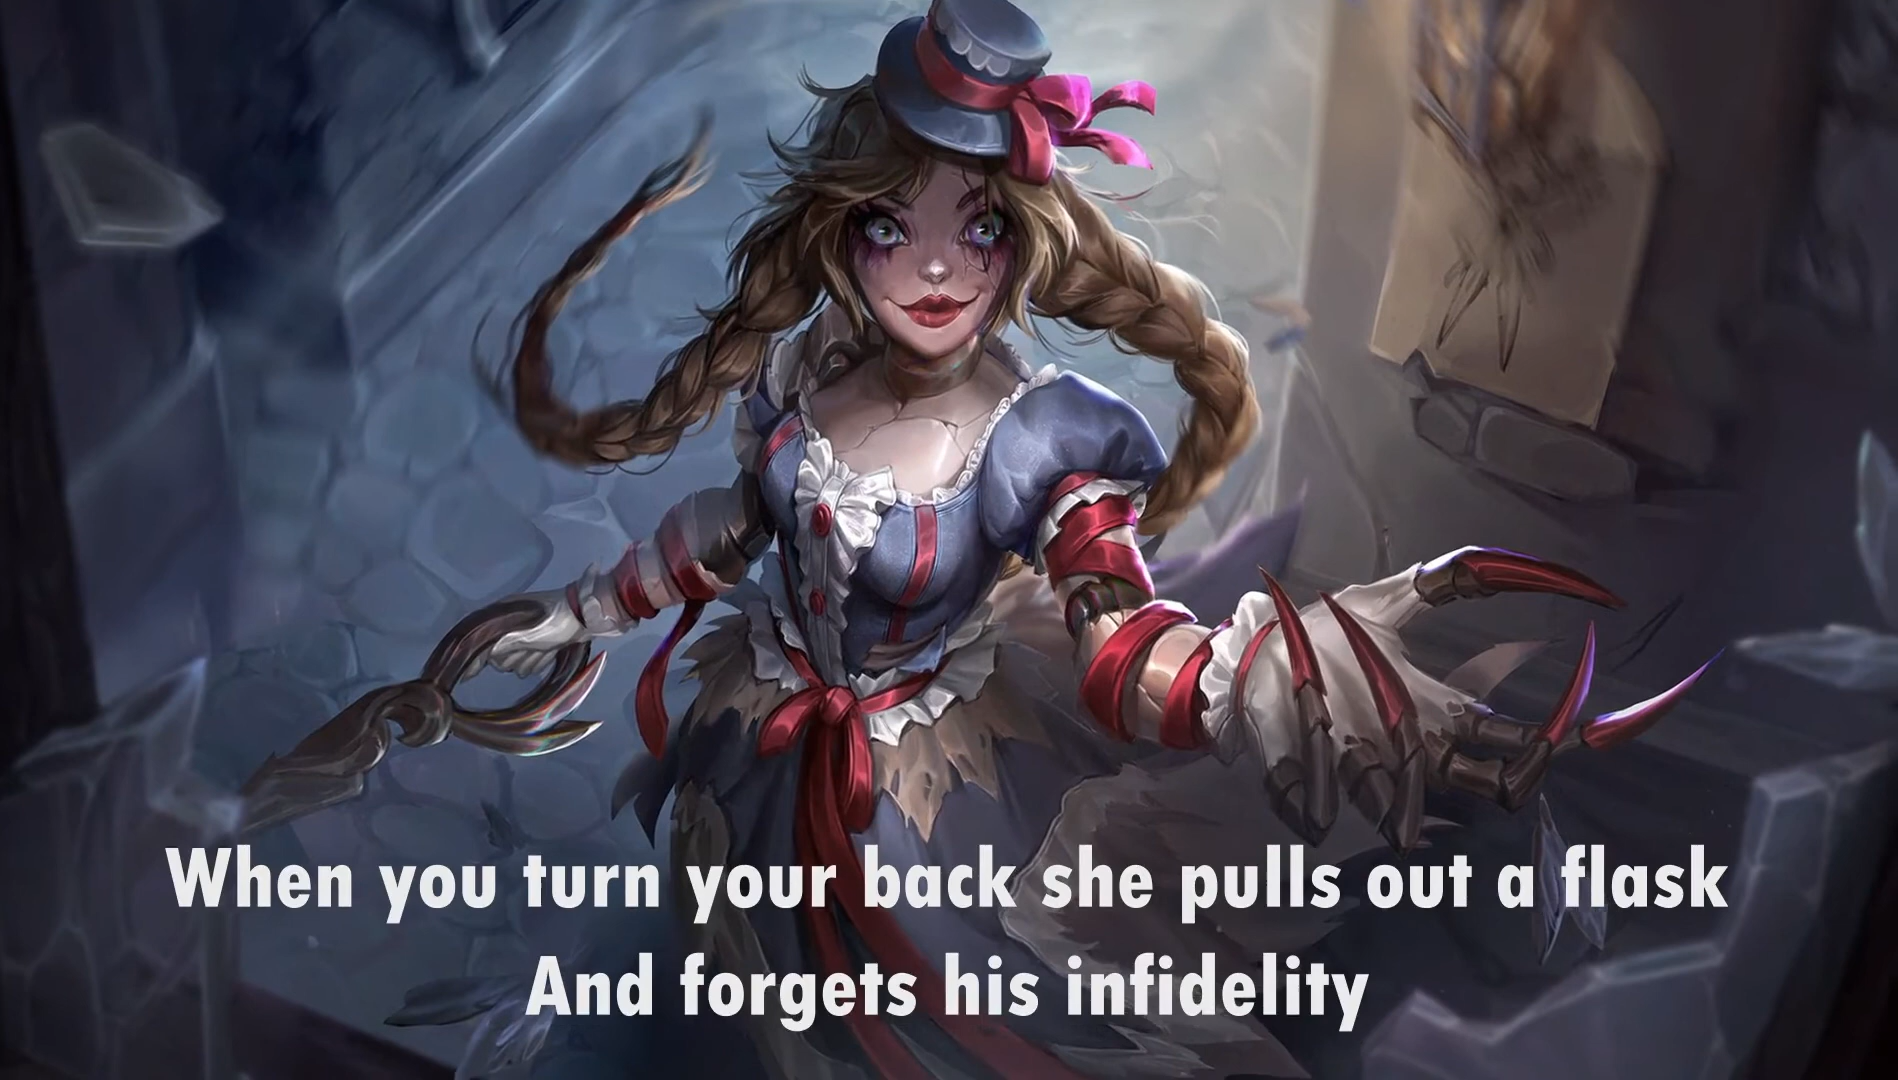 When you turn your back she pulls out a flask
And forgets his infidelity